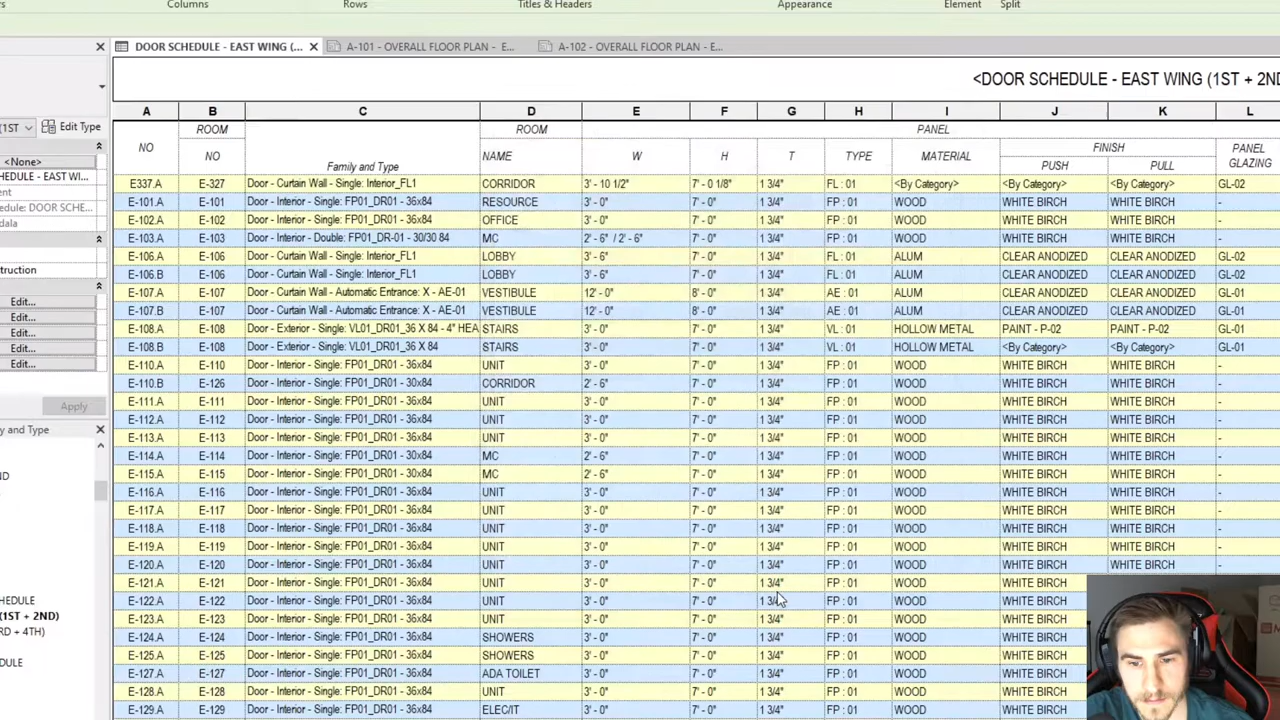 Columns Rows Titles & Headers Appearance Element Split
DOOR SCHEDULE - EAST WING (... A-101 - OVERALL FLOOR PLAN - E... A-102 - OVERALL FLOOR PLAN - E...
<DOOR SCHEDULE - EAST WING (1ST + 2ND
A B C D E F G H I J K L
ROOM ROOM PANEL
NO NO Family and Type NAME W H T TYPE MATERIAL FINISH PANEL GLAZING
PUSH PULL
E337.A E-327 Door - Curtain Wall - Single: Interior_FL1 CORRIDOR 3' - 10 1/2" 7' - 0 1/8" 1 3/4" FL : 01 <By Category> <By Category> <By Category> GL-02
E-101.A E-101 Door - Interior - Single: FP01_DR01 - 36x84 RESOURCE 3' - 0" 7' - 0" 1 3/4" FP : 01 WOOD WHITE BIRCH WHITE BIRCH -
E-102.A E-102 Door - Interior - Single: FP01_DR01 - 36x84 OFFICE 3' - 0" 7' - 0" 1 3/4" FP : 01 WOOD WHITE BIRCH WHITE BIRCH -
E-103.A E-103 Door - Interior - Double: FP01_DR-01 - 30/30 84 MC 2' - 6" / 2' - 6" 7' - 0" 1 3/4" FP : 01 WOOD WHITE BIRCH WHITE BIRCH -
E-106.A E-106 Door - Curtain Wall - Single: Interior_FL1 LOBBY 3' - 6" 7' - 0" 1 3/4" FL : 01 ALUM CLEAR ANODIZED CLEAR ANODIZED GL-02
E-106.B E-106 Door - Curtain Wall - Single: Interior_FL1 LOBBY 3' - 6" 7' - 0" 1 3/4" FL : 01 ALUM CLEAR ANODIZED CLEAR ANODIZED GL-02
E-107.A E-107 Door - Curtain Wall - Automatic Entrance: X - AE-01 VESTIBULE 12' - 0" 8' - 0" 1 3/4" AE : 01 ALUM CLEAR ANODIZED CLEAR ANODIZED GL-01
E-107.B E-107 Door - Curtain Wall - Automatic Entrance: X - AE-01 VESTIBULE 12' - 0" 8' - 0" 1 3/4" AE : 01 ALUM CLEAR ANODIZED CLEAR ANODIZED GL-01
E-108.A E-108 Door - Exterior - Single: VL01_DR01_36 X 84 - 4" HEA STAIRS 3' - 0" 7' - 0" 1 3/4" VL : 01 HOLLOW METAL PAINT - P-02 PAINT - P-02 GL-01
E-108.B E-108 Door - Exterior - Single: VL01_DR01_36 X 84 STAIRS 3' - 0" 7' - 0" 1 3/4" VL : 01 HOLLOW METAL <By Category> <By Category> GL-01
E-110.A E-110 Door - Interior - Single: FP01_DR01 - 36x84 UNIT 3' - 0" 7' - 0" 1 3/4" FP : 01 WOOD WHITE BIRCH WHITE BIRCH -
E-110.B E-126 Door - Interior - Single: FP01_DR01 - 30x84 CORRIDOR 2' - 6" 7' - 0" 1 3/4" FP : 01 WOOD WHITE BIRCH WHITE BIRCH -
E-111.A E-111 Door - Interior - Single: FP01_DR01 - 36x84 UNIT 3' - 0" 7' - 0" 1 3/4" FP : 01 WOOD WHITE BIRCH WHITE BIRCH -
E-112.A E-112 Door - Interior - Single: FP01_DR01 - 36x84 UNIT 3' - 0" 7' - 0" 1 3/4" FP : 01 WOOD WHITE BIRCH WHITE BIRCH -
E-113.A E-113 Door - Interior - Single: FP01_DR01 - 36x84 UNIT 3' - 0" 7' - 0" 1 3/4" FP : 01 WOOD WHITE BIRCH WHITE BIRCH -
E-114.A E-114 Door - Interior - Single: FP01_DR01 - 30x84 MC 2' - 6" 7' - 0" 1 3/4" FP : 01 WOOD WHITE BIRCH WHITE BIRCH -
E-115.A E-115 Door - Interior - Single: FP01_DR01 - 30x84 MC 2' - 6" 7' - 0" 1 3/4" FP : 01 WOOD WHITE BIRCH WHITE BIRCH -
E-116.A E-116 Door - Interior - Single: FP01_DR01 - 36x84 UNIT 3' - 0" 7' - 0" 1 3/4" FP : 01 WOOD WHITE BIRCH WHITE BIRCH -
E-117.A E-117 Door - Interior - Single: FP01_DR01 - 36x84 UNIT 3' - 0" 7' - 0" 1 3/4" FP : 01 WOOD WHITE BIRCH WHITE BIRCH -
E-118.A E-118 Door - Interior - Single: FP01_DR01 - 36x84 UNIT 3' - 0" 7' - 0" 1 3/4" FP : 01 WOOD WHITE BIRCH WHITE BIRCH -
E-119.A E-119 Door - Interior - Single: FP01_DR01 - 36x84 UNIT 3' - 0" 7' - 0" 1 3/4" FP : 01 WOOD WHITE BIRCH WHITE BIRCH -
E-120.A E-120 Door - Interior - Single: FP01_DR01 - 36x84 UNIT 3' - 0" 7' - 0" 1 3/4" FP : 01 WOOD WHITE BIRCH WHITE BIRCH -
E-121.A E-121 Door - Interior - Single: FP01_DR01 - 36x84 UNIT 3' - 0" 7' - 0" 1 3/4" FP : 01 WOOD WHITE BIRCH
E-122.A E-122 Door - Interior - Single: FP01_DR01 - 36x84 UNIT 3' - 0" 7' - 0" 1 3/4" FP : 01 WOOD WHITE BIRCH
E-123.A E-123 Door - Interior - Single: FP01_DR01 - 36x84 UNIT 3' - 0" 7' - 0" 1 3/4" FP : 01 WOOD WHITE BIRCH
E-124.A E-124 Door - Interior - Single: FP01_DR01 - 36x84 SHOWERS 3' - 0" 7' - 0" 1 3/4" FP : 01 WOOD WHITE BIRCH
E-125.A E-125 Door - Interior - Single: FP01_DR01 - 36x84 SHOWERS 3' - 0" 7' - 0" 1 3/4" FP : 01 WOOD WHITE BIRCH
E-127.A E-127 Door - Interior - Single: FP01_DR01 - 36x84 ADA TOILET 3' - 0" 7' - 0" 1 3/4" FP : 01 WOOD WHITE BIRCH
E-128.A E-128 Door - Interior - Single: FP01_DR01 - 36x84 UNIT 3' - 0" 7' - 0" 1 3/4" FP : 01 WOOD WHITE BIRCH
E-129.A E-129 Door - Interior - Single: FP01_DR01 - 36x84 ELEC/IT 3' - 0" 7' - 0" 1 3/4" FP : 01 WOOD WHITE BIRCH
(1ST Edit Type
<None>
HEDULE - EAST WI...
ent
hedule: DOOR SCHE...
dala
struction
Edit...
Edit...
Edit...
Edit...
Edit...
Apply
y and Type
ND
HEDULE
(1ST + 2ND)
RD + 4TH)
DULE